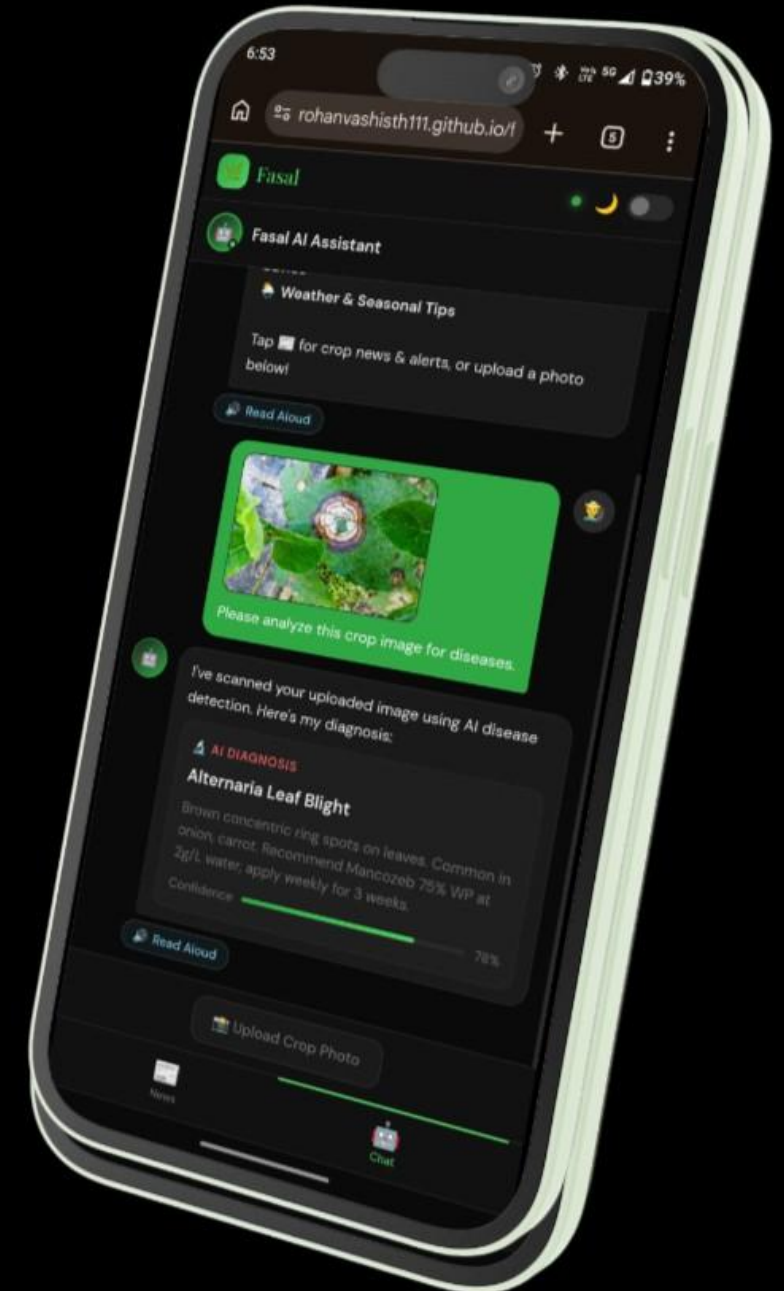 6:53
5G
39%
rohanvashisth111.github.io/f
5
Fasal
Fasal AI Assistant
Weather & Seasonal Tips
Tap 📰 for crop news & alerts, or upload a photo
below!
Read Aloud
Please analyze this crop image for diseases.
I've scanned your uploaded image using AI disease
detection. Here's my diagnosis:
AI DIAGNOSIS
Alternaria Leaf Blight
Brown concentric ring spots on leaves. Common in
onion, carrot. Recommend Mancozeb 75% WP at
2g/L water, apply weekly for 3 weeks.
Confidence
78%
Read Aloud
Upload Crop Photo
News
Chat